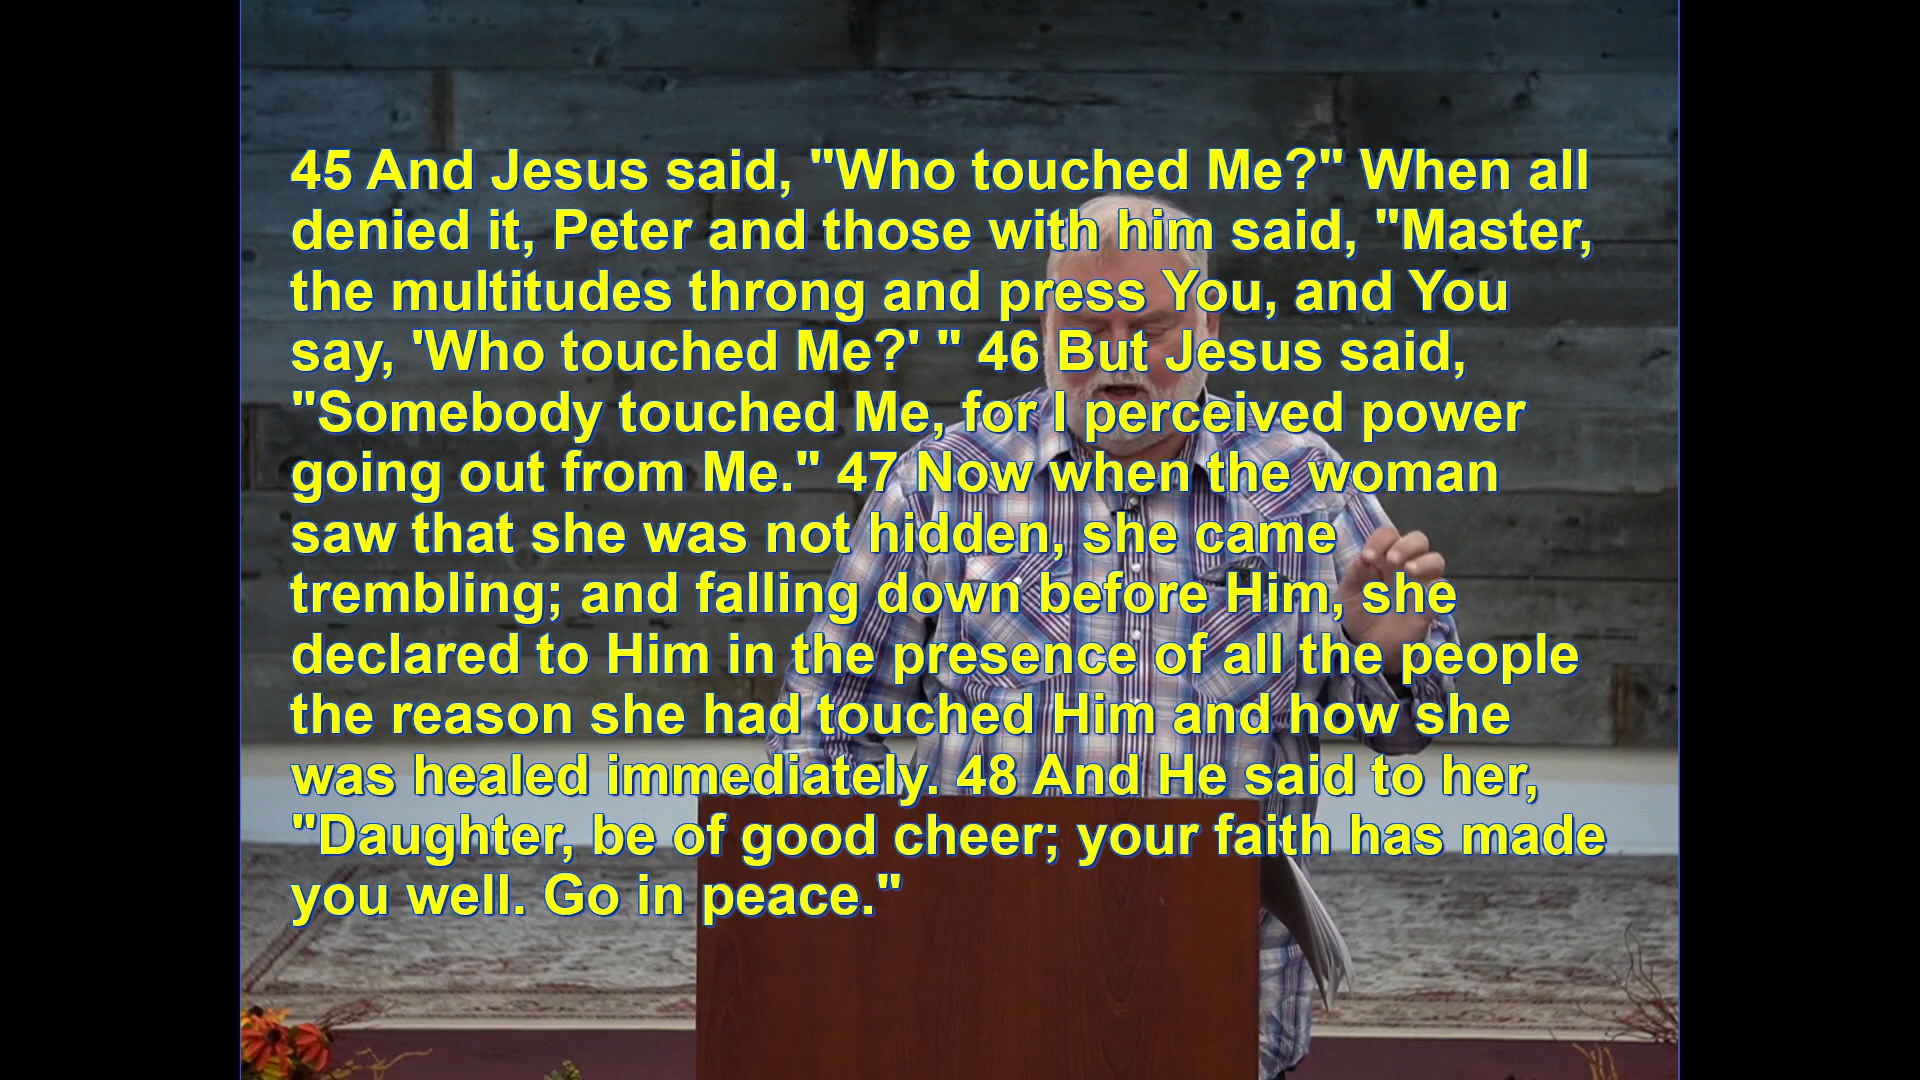 45 And Jesus said, "Who touched Me?" When all
denied it, Peter and those with him said, "Master,
the multitudes throng and press You, and You
say, 'Who touched Me?' " 46 But Jesus said,
"Somebody touched Me, for I perceived power
going out from Me." 47 Now when the woman
saw that she was not hidden, she came
trembling; and falling down before Him, she
declared to Him in the presence of all the people
the reason she had touched Him and how she
was healed immediately. 48 And He said to her,
"Daughter, be of good cheer; your faith has made
you well. Go in peace."